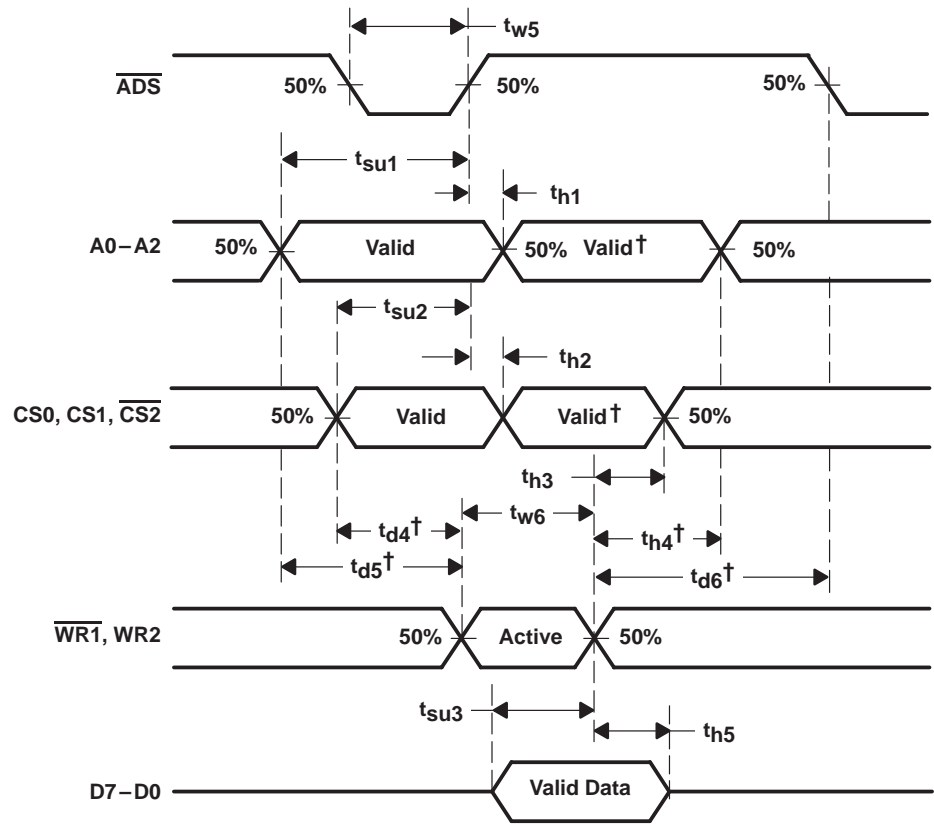 tw5
ADS
50% 50% 50%
tsu1
th1
A0–A2
50% Valid 50% Valid† 50%
tsu2
th2
CS0, CS1, CS2
50% Valid Valid† 50%
th3
tw6
td4† th4†
td5† td6†
WR1, WR2
50% Active 50%
tsu3
th5
D7–D0
Valid Data